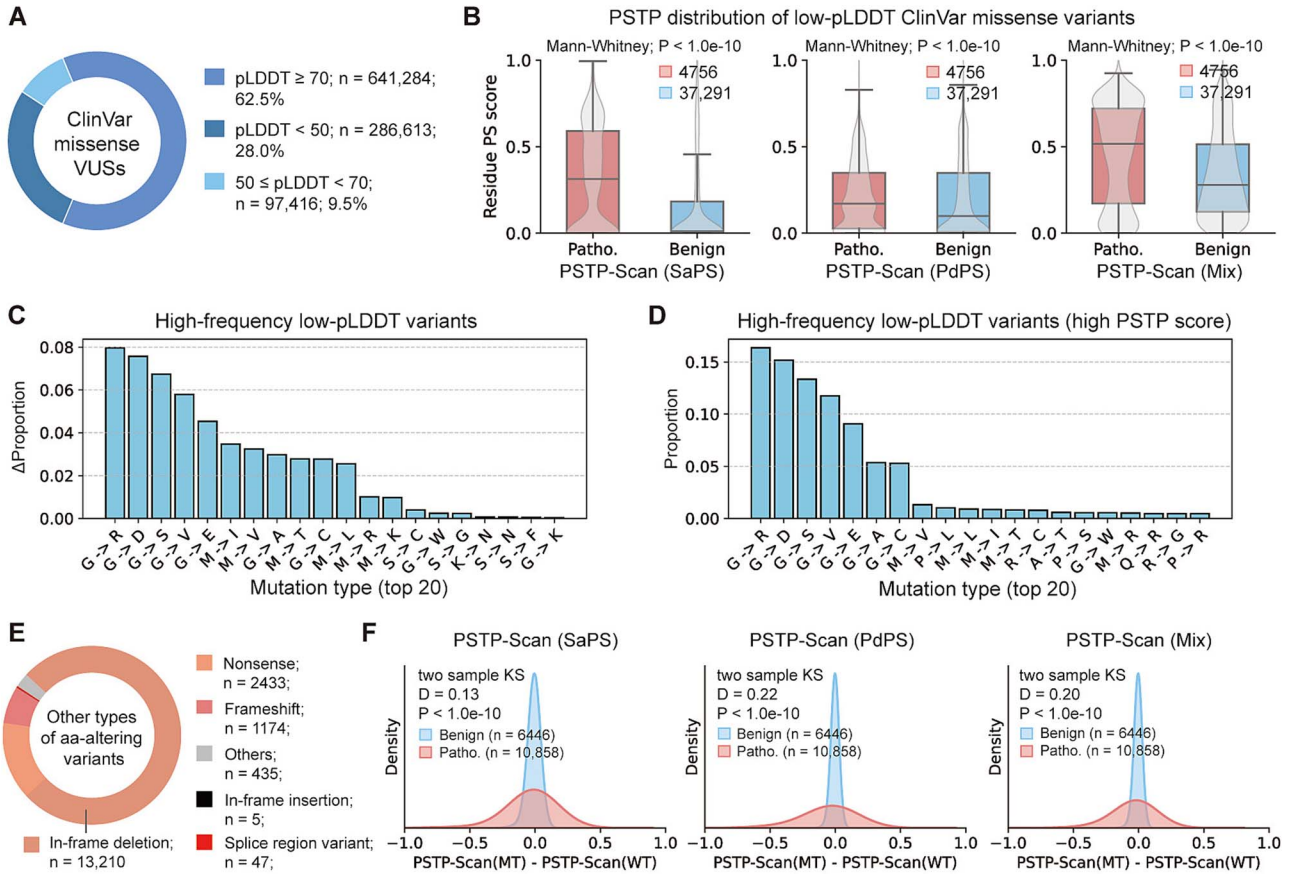 A
ClinVar
missense
VUSs
pLDDT ≥ 70; n = 641,284;
62.5%
pLDDT < 50; n = 286,613;
28.0%
50 ≤ pLDDT < 70;
n = 97,416; 9.5%
B
PSTP distribution of low-pLDDT ClinVar missense variants
Mann-Whitney; P < 1.0e-10
Mann-Whitney; P < 1.0e-10
Mann-Whitney; P < 1.0e-10
Residue PS score
1.0
0.5
0.0
4756
37,291
Patho.
Benign
PSTP-Scan (SaPS)
1.0
0.5
0.0
4756
37,291
Patho.
Benign
PSTP-Scan (PdPS)
1.0
0.5
0.0
4756
37,291
Patho.
Benign
PSTP-Scan (Mix)
C
High-frequency low-pLDDT variants
ΔProportion
0.08
0.06
0.04
0.02
0.00
G -> R
G -> D
G -> S
G -> V
G -> E
M -> I
M -> V
G -> A
M -> T
G -> C
M -> L
M -> R
M -> K
S -> C
G -> W
S -> G
K -> N
S -> N
S -> F
G -> K
Mutation type (top 20)
D
High-frequency low-pLDDT variants (high PSTP score)
Proportion
0.15
0.10
0.05
0.00
G -> R
G -> D
G -> S
G -> V
G -> E
G -> A
G -> C
M -> V
P -> L
M -> L
M -> I
M -> T
R -> C
A -> T
P -> S
G -> W
M -> R
Q -> R
R -> G
P -> R
Mutation type (top 20)
E
Other types
of aa-altering
variants
Nonsense;
n = 2433;
Frameshift;
n = 1174;
Others;
n = 435;
In-frame insertion;
n = 5;
Splice region variant;
n = 47;
In-frame deletion;
n = 13,210
F
PSTP-Scan (SaPS)
Density
two sample KS
D = 0.13
P < 1.0e-10
Benign (n = 6446)
Patho. (n = 10,858)
−1.0
−0.5
0.0
0.5
1.0
PSTP-Scan(MT) - PSTP-Scan(WT)
PSTP-Scan (PdPS)
Density
two sample KS
D = 0.22
P < 1.0e-10
Benign (n = 6446)
Patho. (n = 10,858)
−1.0
−0.5
0.0
0.5
1.0
PSTP-Scan(MT) - PSTP-Scan(WT)
PSTP-Scan (Mix)
Density
two sample KS
D = 0.20
P < 1.0e-10
Benign (n = 6446)
Patho. (n = 10,858)
−1.0
−0.5
0.0
0.5
1.0
PSTP-Scan(MT) - PSTP-Scan(WT)